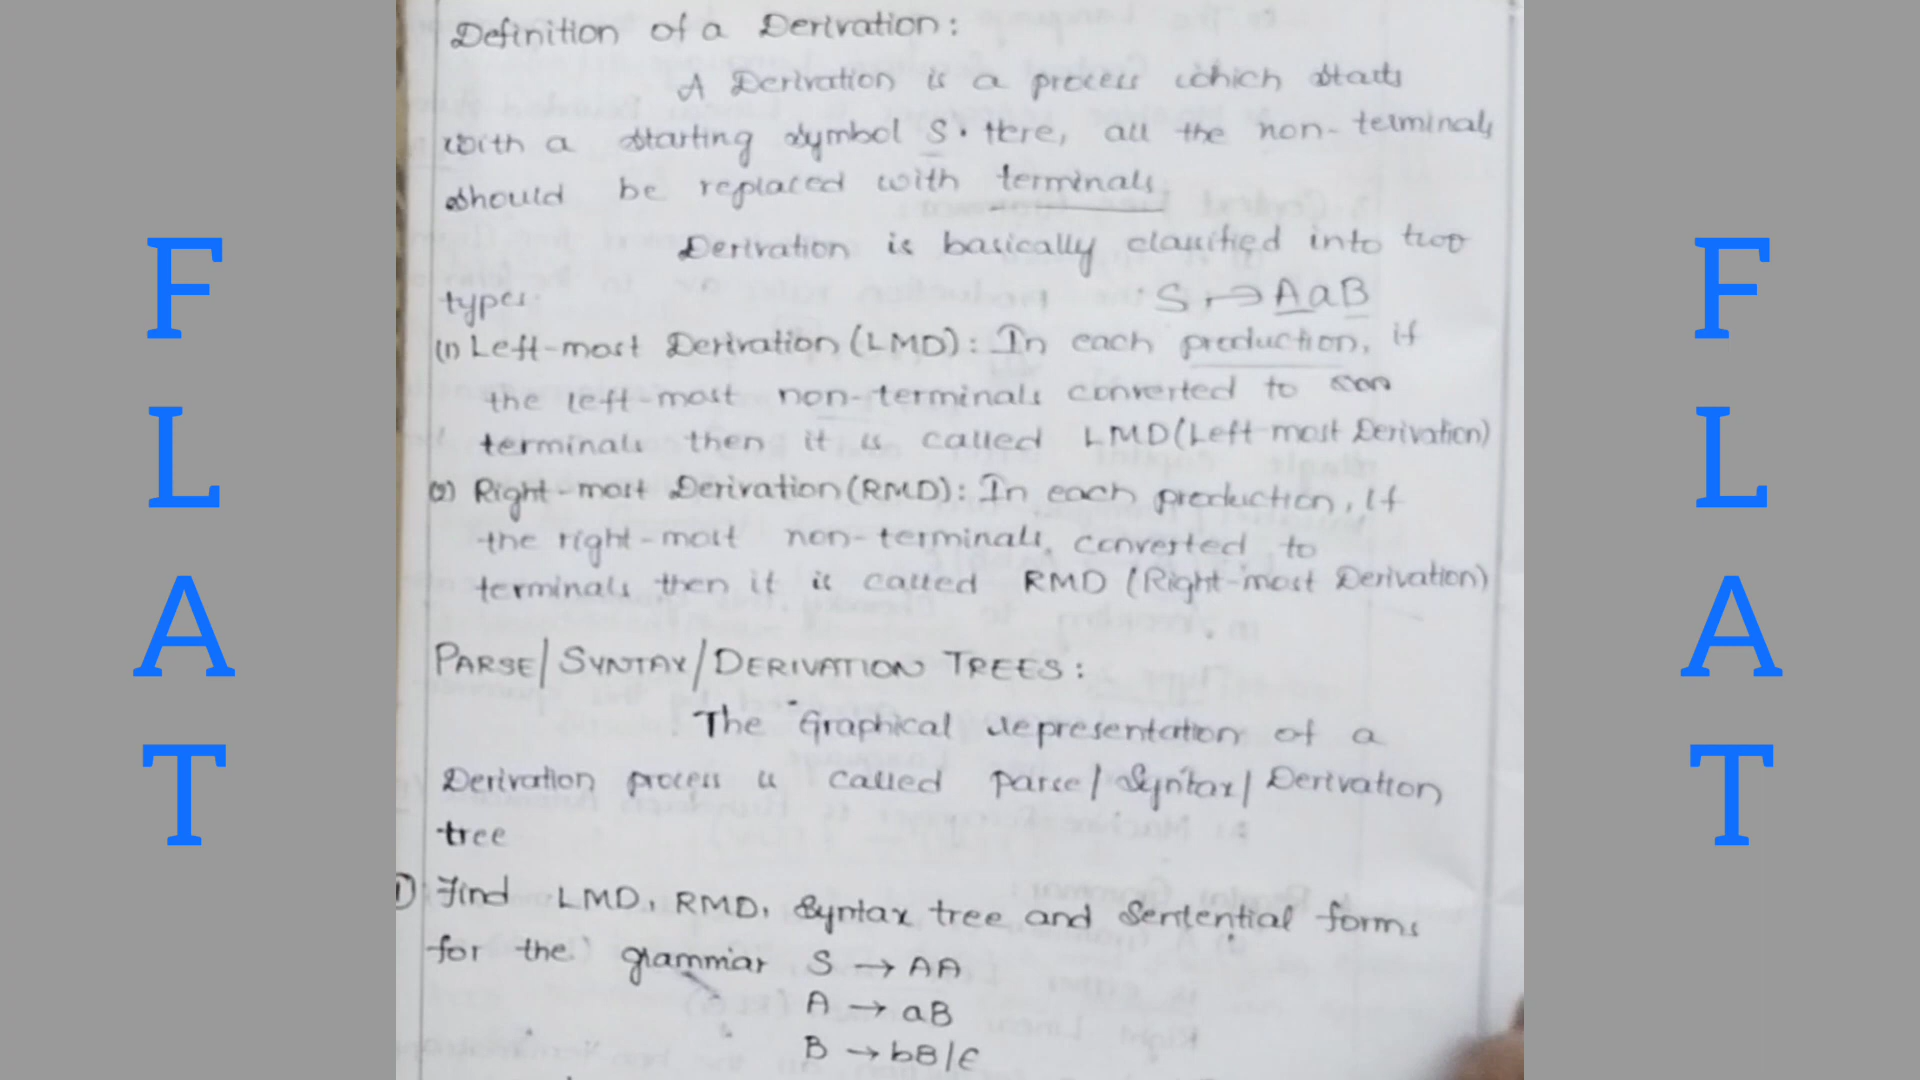 F
L
A
T
Definition of a Derivation:
A Derivation is a process which starts
with a starting symbol S. Here, all the non-terminals
should be replaced with terminals
Derivation is basically classified into two
types.
S → AaB
(1) Left-most Derivation (LMD): In each production, if
the left-most non-terminals converted to
terminals then it is called LMD (Left most Derivation)
(2) Right-most Derivation (RMD): In each production, if
the right-most non-terminals, converted to
terminals then it is called RMD (Right-most Derivation)
PARSE/SYNTAX/DERIVATION TREES:
The Graphical representation of a
Derivation process is called Parse/Syntax/Derivation
tree
1) Find LMD, RMD, Syntax tree and Sentential forms
for the grammar S → AA
A → aB
B → bB/ε
F
L
A
T